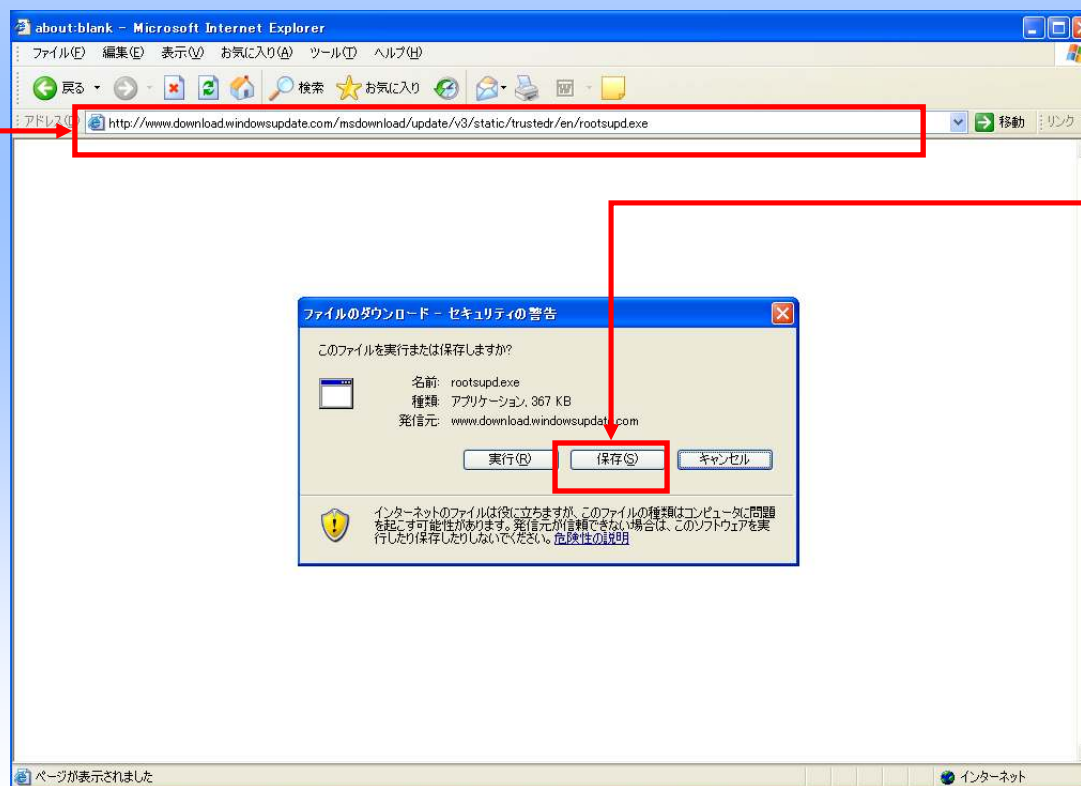 about:blank - Microsoft Internet Explorer
ファイル(F) 編集(E) 表示(V) お気に入り(A) ツール(T) ヘルプ(H)
戻る 検索 お気に入り
アドレス(D) http://www.download.windowsupdate.com/msdownload/update/v3/static/trustedr/en/rootsupd.exe 移動 リンク
ファイルのダウンロード - セキュリティの警告
このファイルを実行または保存しますか?
名前: rootsupd.exe
種類: アプリケーション, 367 KB
発信元: www.download.windowsupdate.com
実行(R) 保存(S) キャンセル
インターネットのファイルは役に立ちますが、このファイルの種類はコンピュータに問題
を起こす可能性があります。発信元が信頼できない場合は、このソフトウェアを実
行したり保存したりしないでください。危険性の説明
ページが表示されました インターネット